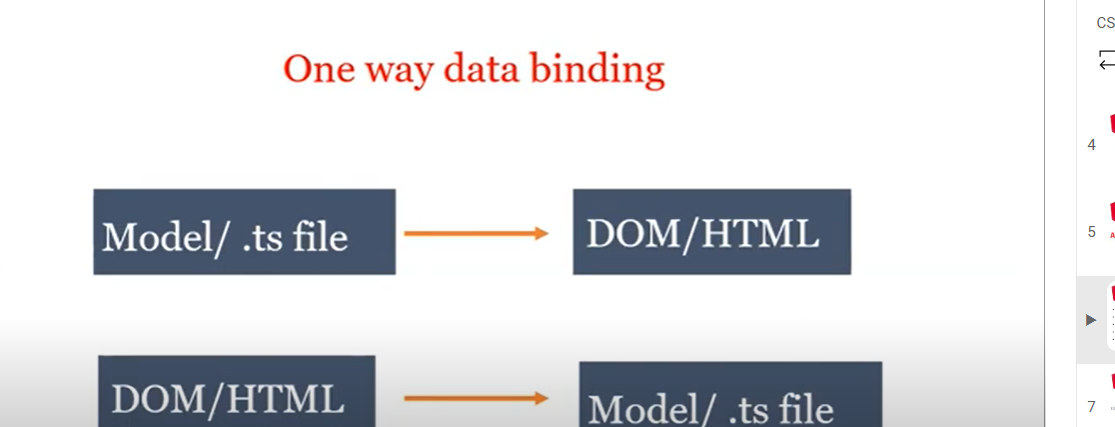 One way data binding
Model/ .ts file
DOM/HTML
DOM/HTML
Model/ .ts file
CS
4
5
7